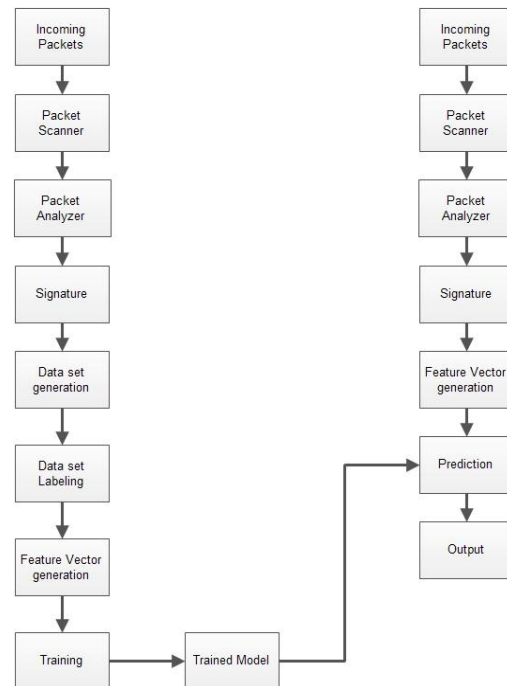 Incoming
Packets
Packet
Scanner
Packet
Analyzer
Signature
Data set
generation
Data set
Labeling
Feature Vector
generation
Training
Trained Model
Incoming
Packets
Packet
Scanner
Packet
Analyzer
Signature
Feature Vector
generation
Prediction
Output